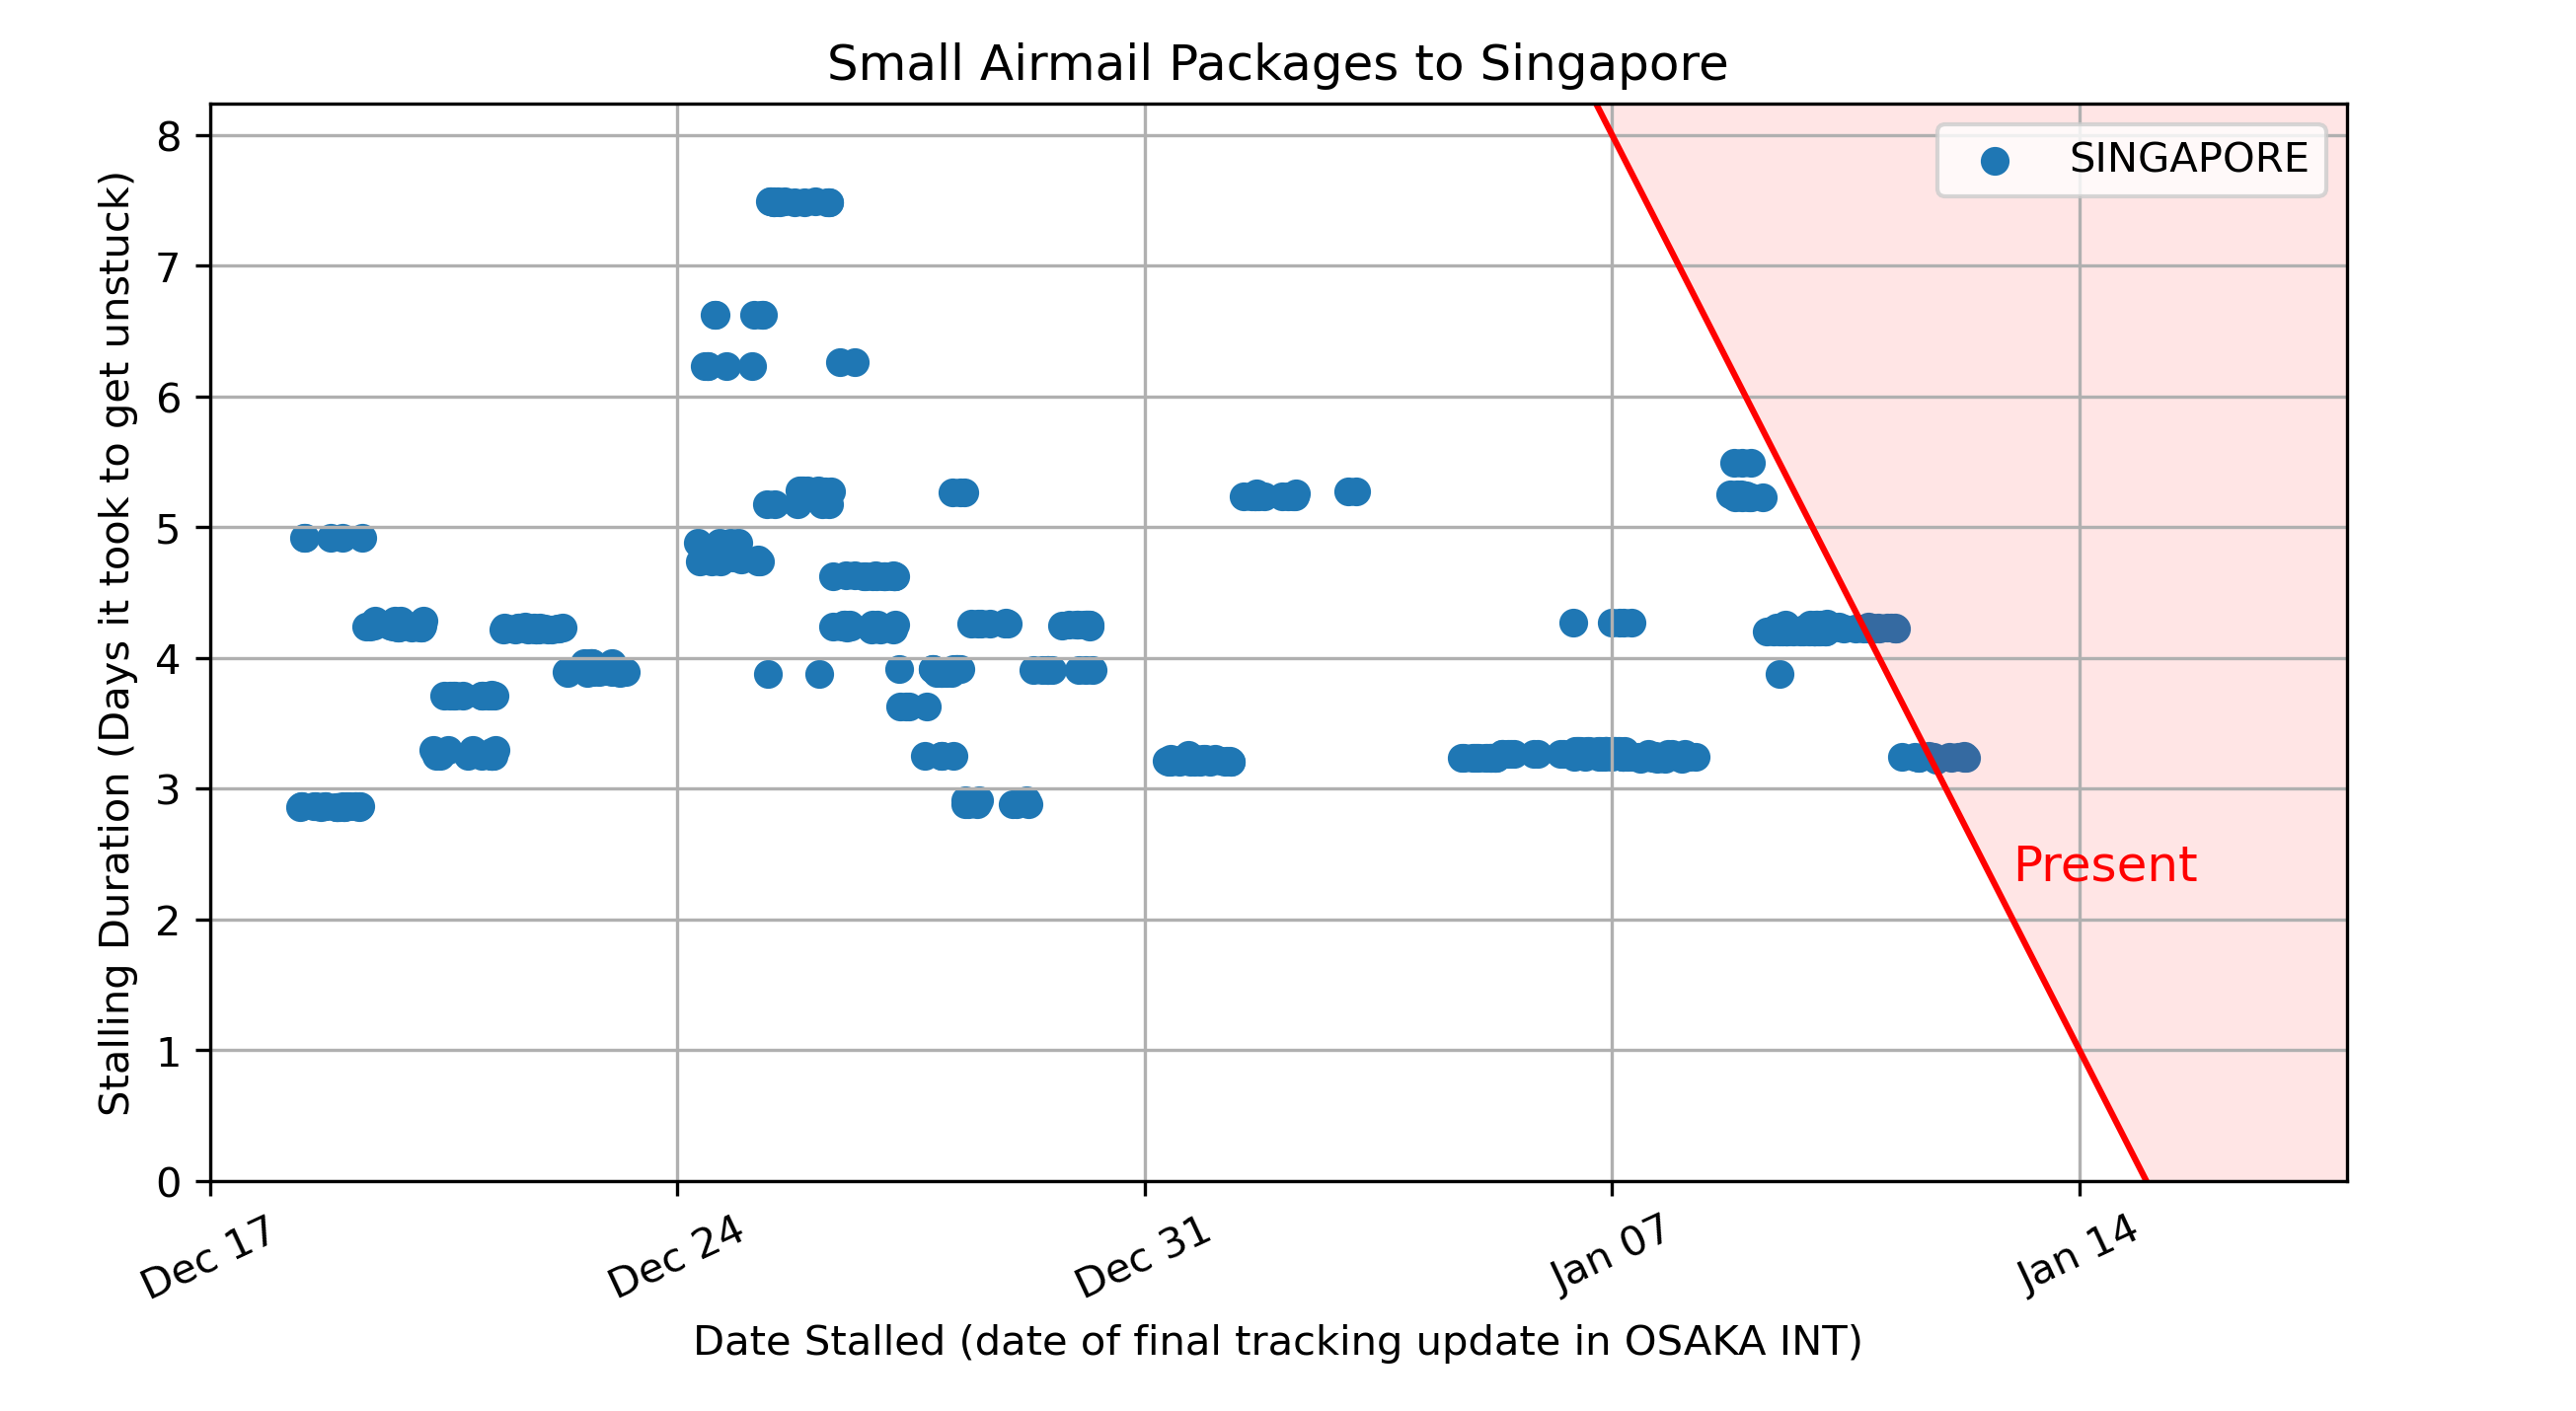 Small Airmail Packages to Singapore
Stalling Duration (Days it took to get unstuck)
8
7
6
5
4
3
2
1
0
SINGAPORE
Present
Dec 17
Dec 24
Dec 31
Jan 07
Jan 14
Date Stalled (date of final tracking update in OSAKA INT)